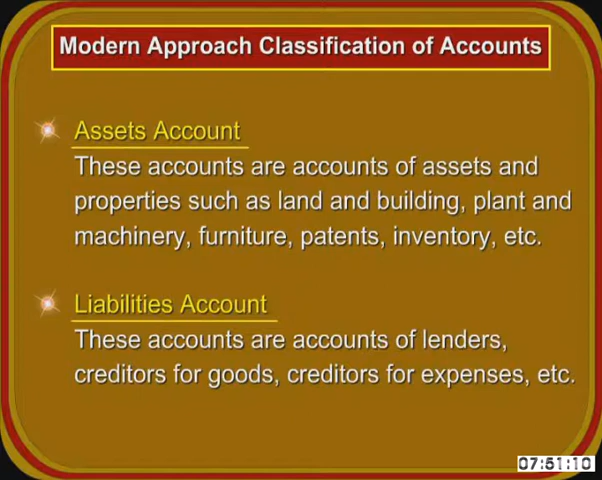 Modern Approach Classification of Accounts
Assets Account
These accounts are accounts of assets and
properties such as land and building, plant and
machinery, furniture, patents, inventory, etc.
Liabilities Account
These accounts are accounts of lenders,
creditors for goods, creditors for expenses, etc.
07:51:10